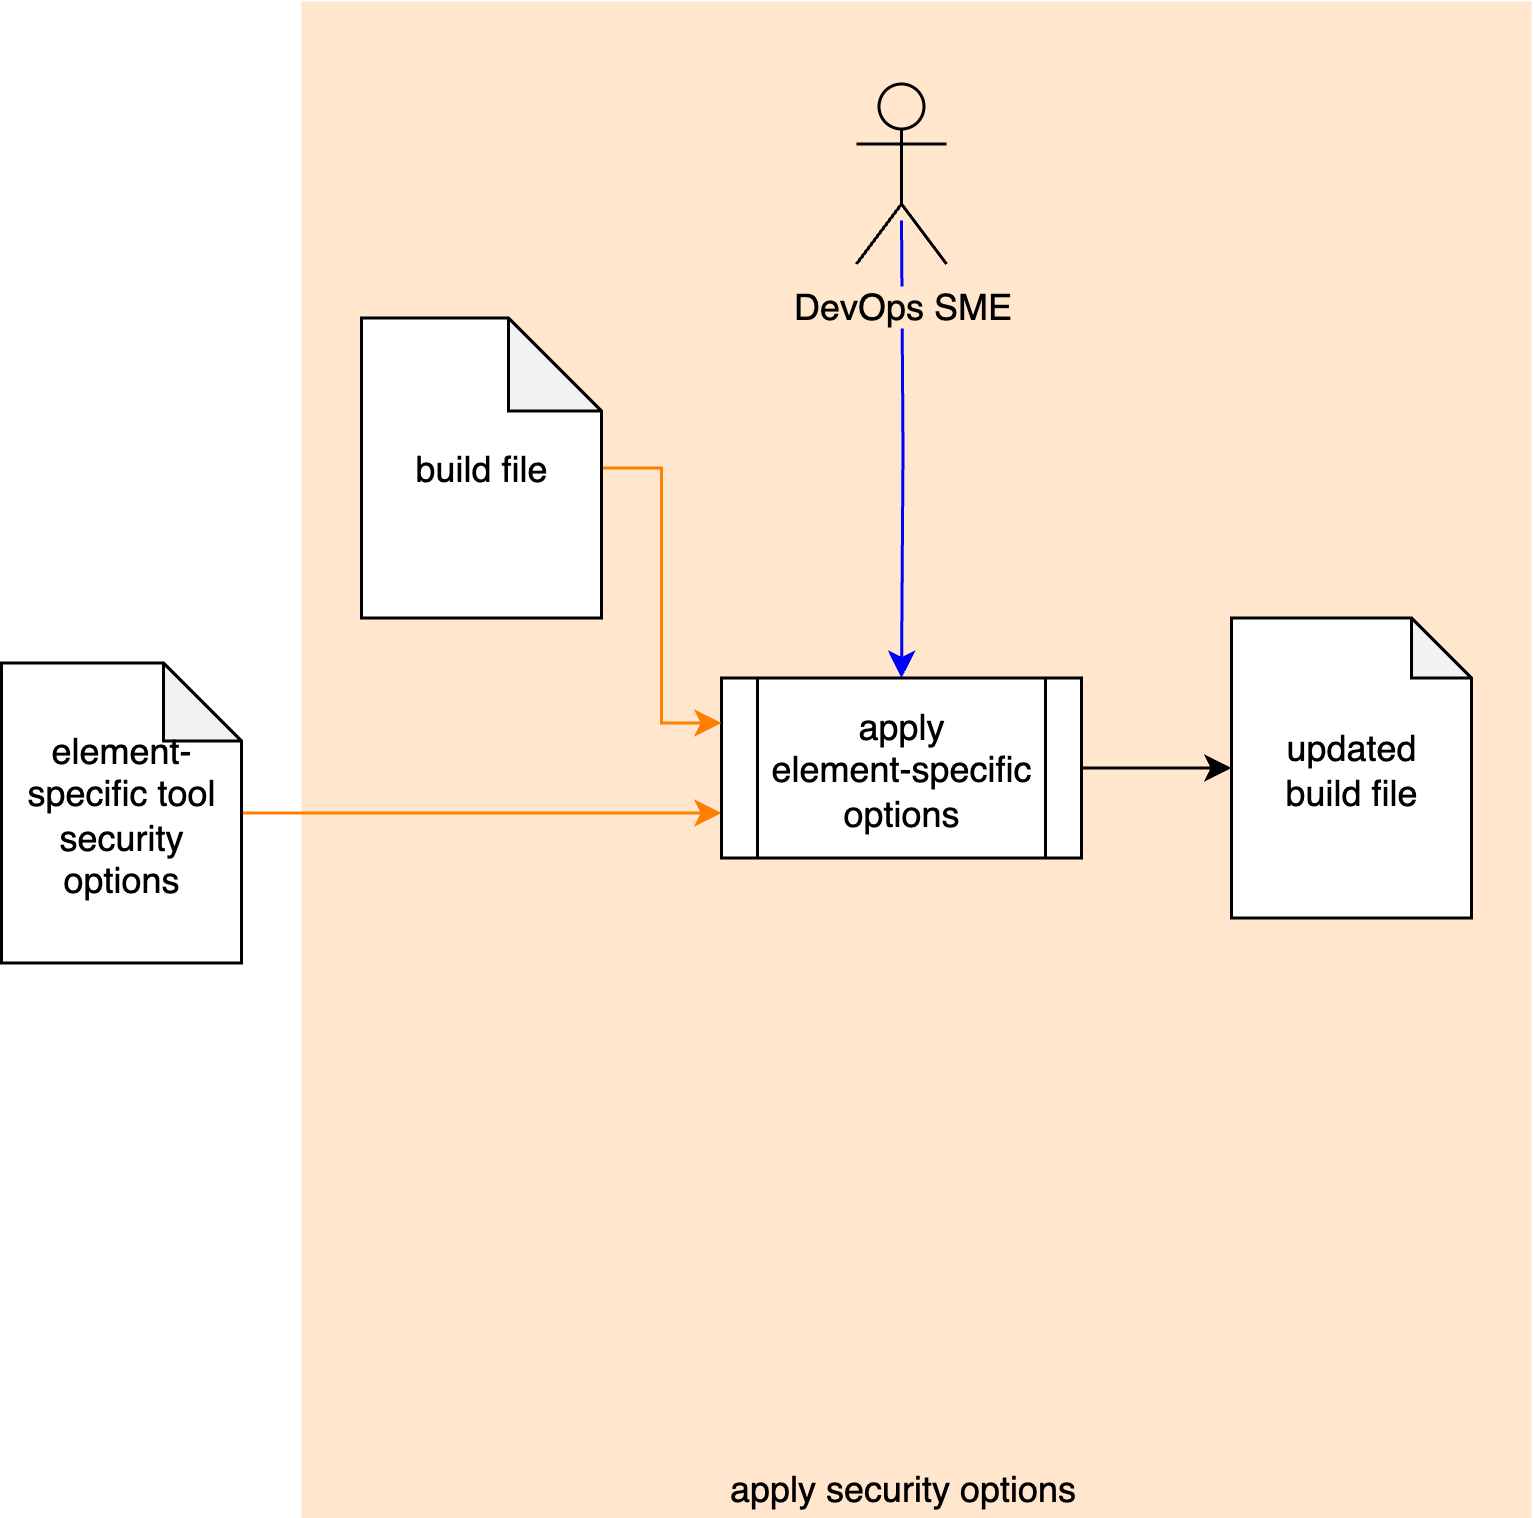 DevOps SME
build file
element-
specific tool
security
options
apply
element-specific
options
updated
build file
apply security options